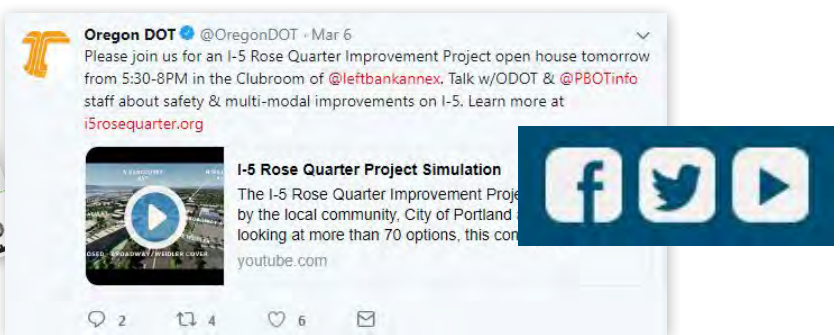 Oregon DOT @OregonDOT · Mar 6
Please join us for an I-5 Rose Quarter Improvement Project open house tomorrow
from 5:30-8PM in the Clubroom of @leftbankannex. Talk w/ODOT & @PBOTinfo
staff about safety & multi-modal improvements on I-5. Learn more at
i5rosequarter.org
I-5 Rose Quarter Project Simulation
The I-5 Rose Quarter Improvement Proje
by the local community, City of Portland
looking at more than 70 options, this con
youtube.com
BROADWAY/WEIDLER COVER
2 4 6